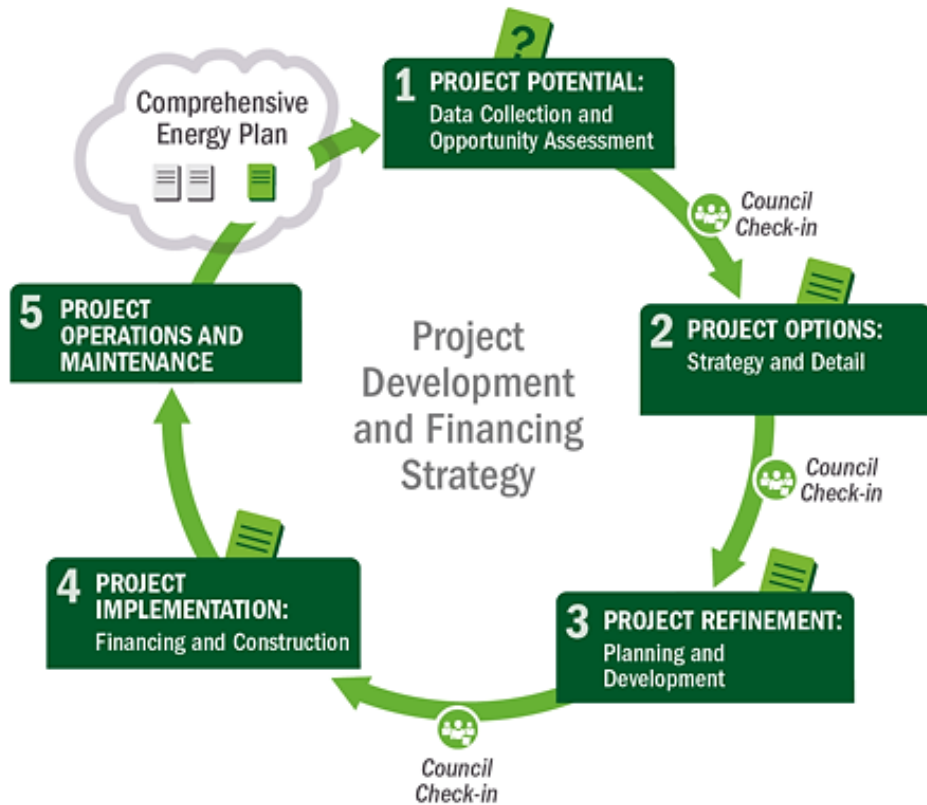 Comprehensive
Energy Plan
?
1 PROJECT POTENTIAL:
Data Collection and
Opportunity Assessment
Council
Check-in
2 PROJECT OPTIONS:
Strategy and Detail
Council
Check-in
3 PROJECT REFINEMENT:
Planning and
Development
Council
Check-in
4 PROJECT
IMPLEMENTATION:
Financing and Construction
5 PROJECT
OPERATIONS AND
MAINTENANCE
Project
Development
and Financing
Strategy